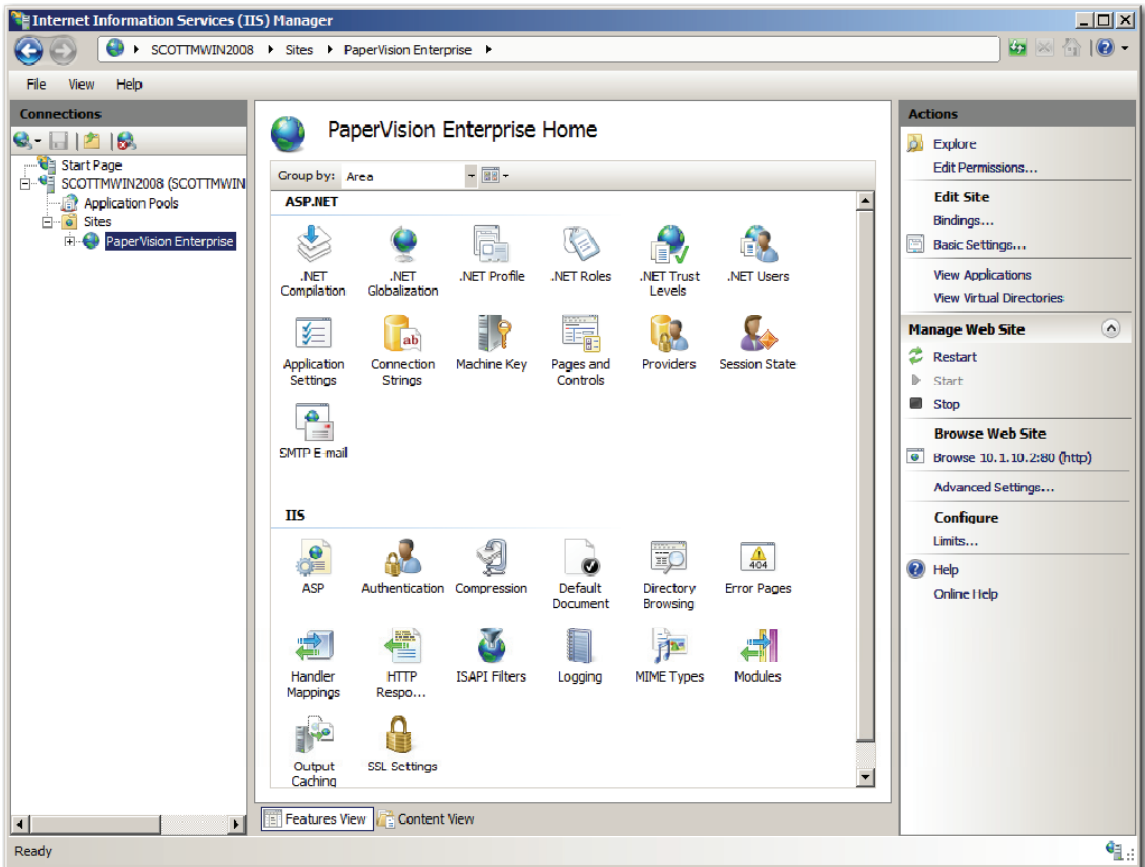 Internet Information Services (IIS) Manager
SCOTTMWIN2008 Sites PaperVision Enterprise
File View Help
Connections
Start Page
SCOTTMWIN2008 (SCOTTMWIN
Application Pools
Sites
PaperVision Enterprise
PaperVision Enterprise Home
Group by: Area
ASP.NET
.NET Compilation
.NET Globalization
.NET Profile
.NET Roles
.NET Trust Levels
.NET Users
Application Settings
Connection Strings
ab
Machine Key
Pages and Controls
Providers
Session State
SMTP E-mail
IIS
ASP
Authentication
Compression
Default Document
Directory Browsing
404
Error Pages
Handler Mappings
HTTP Respo...
ISAPI Filters
Logging
MIME Types
Modules
Output Caching
SSL Settings
Features View
Content View
Actions
Explore
Edit Permissions...
Edit Site
Bindings...
Basic Settings...
View Applications
View Virtual Directories
Manage Web Site
Restart
Start
Stop
Browse Web Site
Browse 10.1.10.2:80 (http)
Advanced Settings...
Configure
Limits...
Help
Online Help
Ready